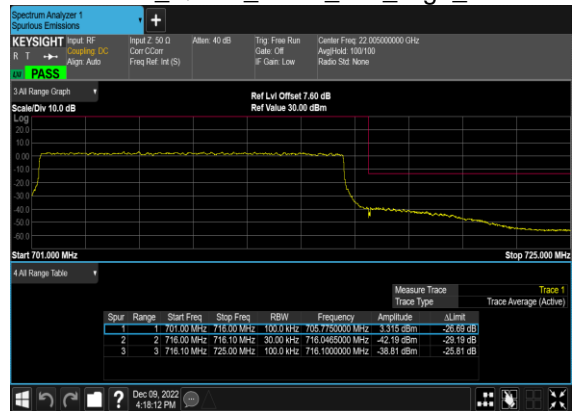 Spectrum Analyzer 1
Spurious Emissions
+
KEYSIGHT Input: RF Input Z: 50 Ω Atten: 40 dB Trig: Free Run Center Freq: 22.005000000 GHz
R T Coupling: DC Corr CCorr Gate: Off Avg|Hold: 100/100
Align: Auto Freq Ref: Int (S) IF Gain: Low Radio Std: None
PASS
3 All Range Graph
Ref Lvl Offset 7.60 dB
Scale/Div 10.0 dB Ref Value 30.00 dBm
Log
20.0
10.0
0.00
-10.0
-20.0
-30.0
-40.0
-50.0
-60.0
Start 701.000 MHz Stop 725.000 MHz
4 All Range Table
Measure Trace Trace 1
Trace Type Trace Average (Active)
Spur Range Start Freq Stop Freq RBW Frequency Amplitude ΔLimit
1 1 701.00 MHz 716.00 MHz 100.0 kHz 705.7750000 MHz 3.315 dBm -26.69 dB
2 2 716.00 MHz 716.10 MHz 30.00 kHz 716.0465000 MHz -42.19 dBm -29.19 dB
3 3 716.10 MHz 725.00 MHz 100.0 kHz 716.1000000 MHz -38.81 dBm -25.81 dB
? Dec 09, 2022
4:18:12 PM